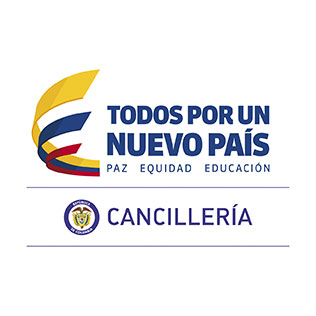 TODOS POR UN
NUEVO PAÍS
PAZ EQUIDAD EDUCACIÓN
CANCILLERÍA